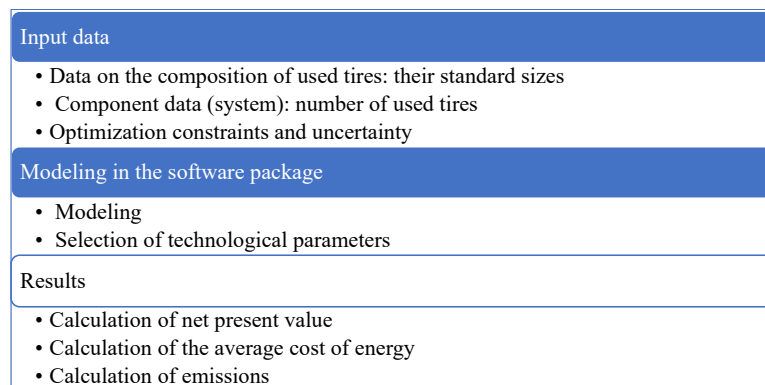 Input data
• Data on the composition of used tires: their standard sizes
• Component data (system): number of used tires
• Optimization constraints and uncertainty
Modeling in the software package
• Modeling
• Selection of technological parameters
Results
• Calculation of net present value
• Calculation of the average cost of energy
• Calculation of emissions